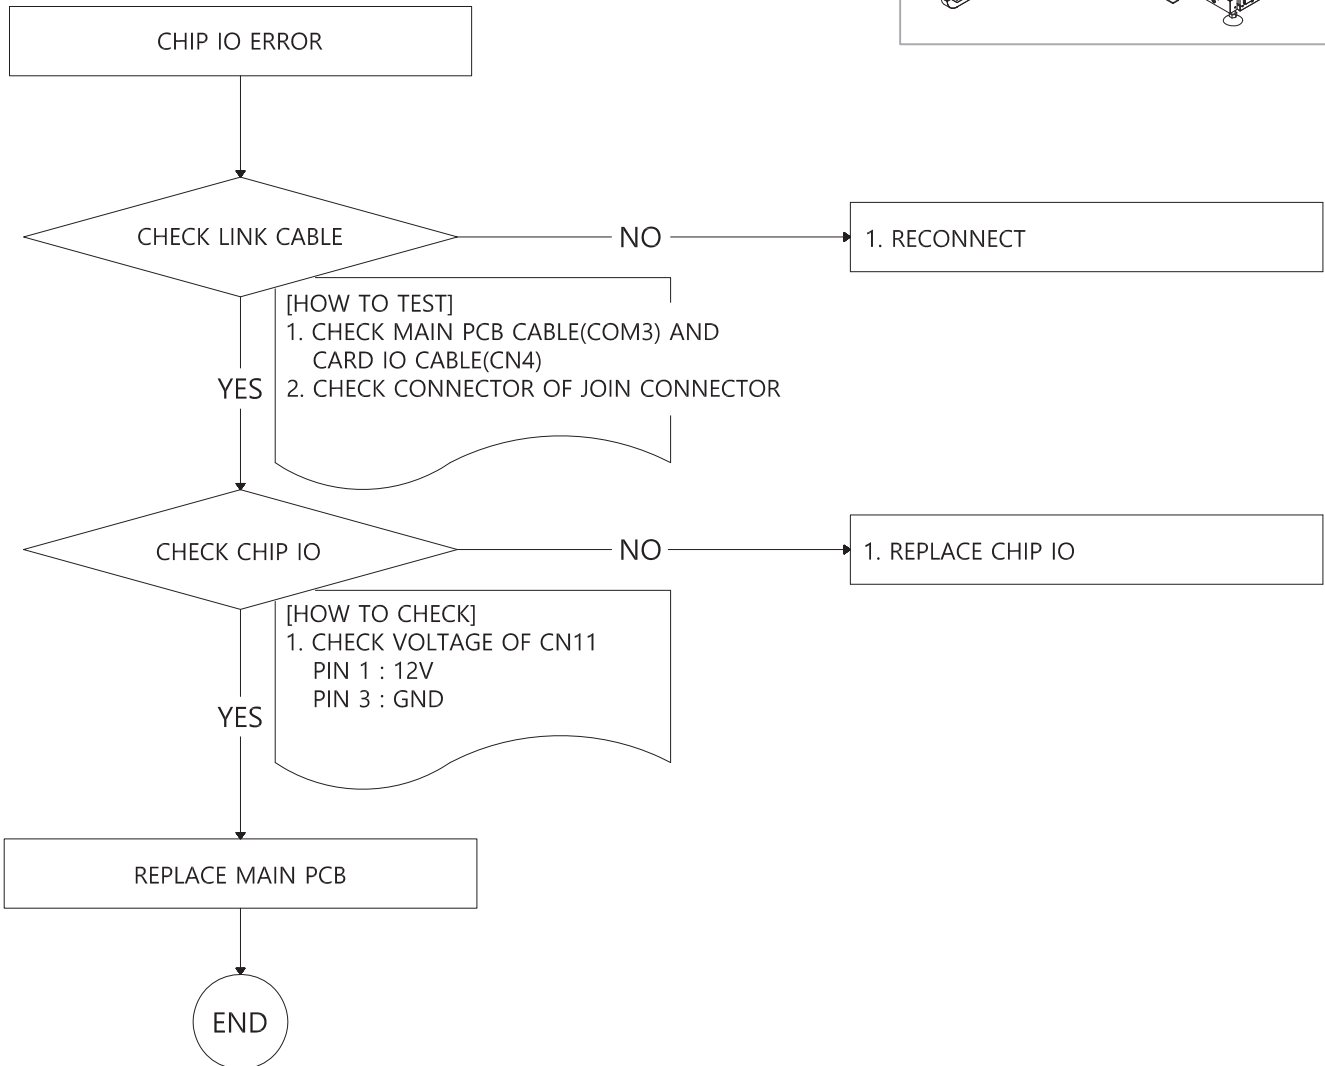 CHIP IO ERROR
CHECK LINK CABLE
NO
1. RECONNECT
[HOW TO TEST]
1. CHECK MAIN PCB CABLE(COM3) AND
CARD IO CABLE(CN4)
2. CHECK CONNECTOR OF JOIN CONNECTOR
YES
CHECK CHIP IO
NO
1. REPLACE CHIP IO
[HOW TO CHECK]
1. CHECK VOLTAGE OF CN11
PIN 1 : 12V
PIN 3 : GND
YES
REPLACE MAIN PCB
END